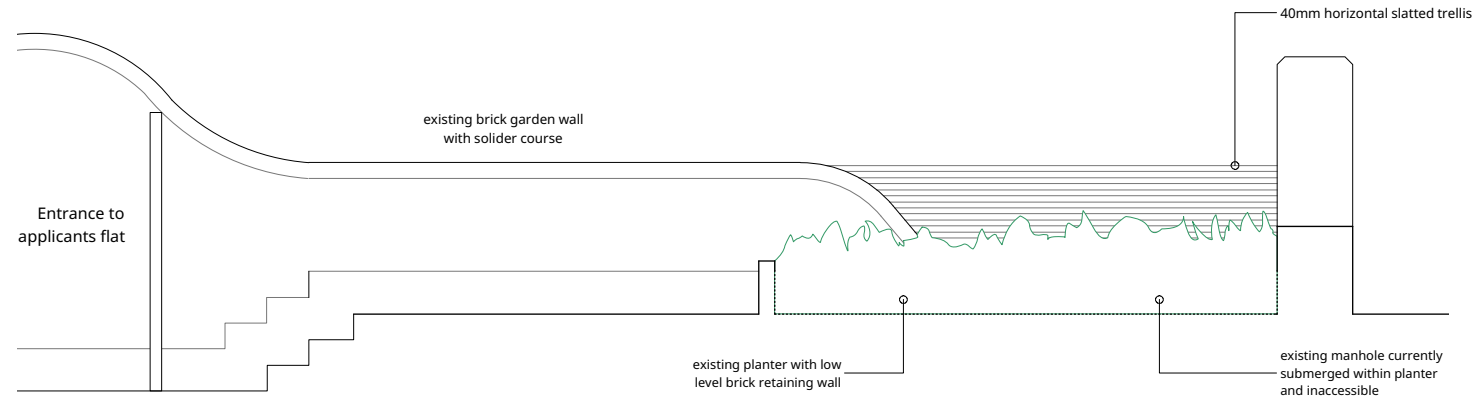 40mm horizontal slatted trellis
existing brick garden wall
with solider course
Entrance to
applicants flat
existing planter with low
level brick retaining wall
existing manhole currently
submerged within planter
and inaccessible